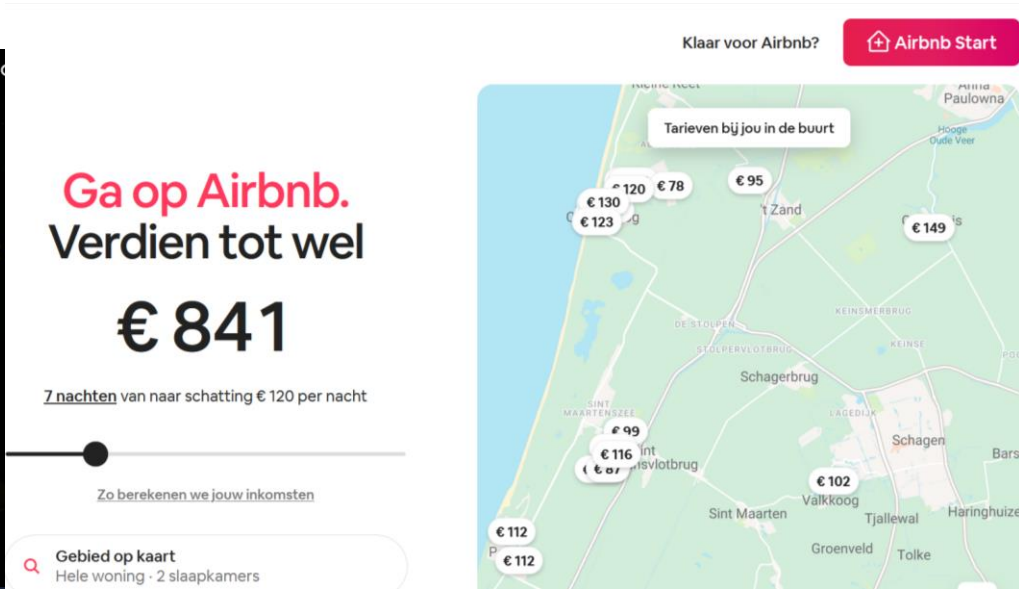 Klaar voor Airbnb?
Airbnb Start
Ga op Airbnb.
Verdien tot wel
€ 841
7 nachten van naar schatting € 120 per nacht
Zo berekenen we jouw inkomsten
Gebied op kaart
Hele woning · 2 slaapkamers
Anna
Paulowna
Hooge
Oude Veer
Tarieven bij jou in de buurt
€ 120
€ 78
€ 95
€ 130
€ 123
't Zand
€ 149
KEINSMERBRUG
DE STOLPEN
STOLPERVLOTBRUG
KEINSE
Schagerbrug
SINT
MAARTENSZEE
LAGEDIJK
€ 99
Schagen
€ 116
€ 87
Bars
€ 102
Valkkoog
Sint Maarten
Tjallewal
Haringhuize
€ 112
Groenveld
Tolke
€ 112